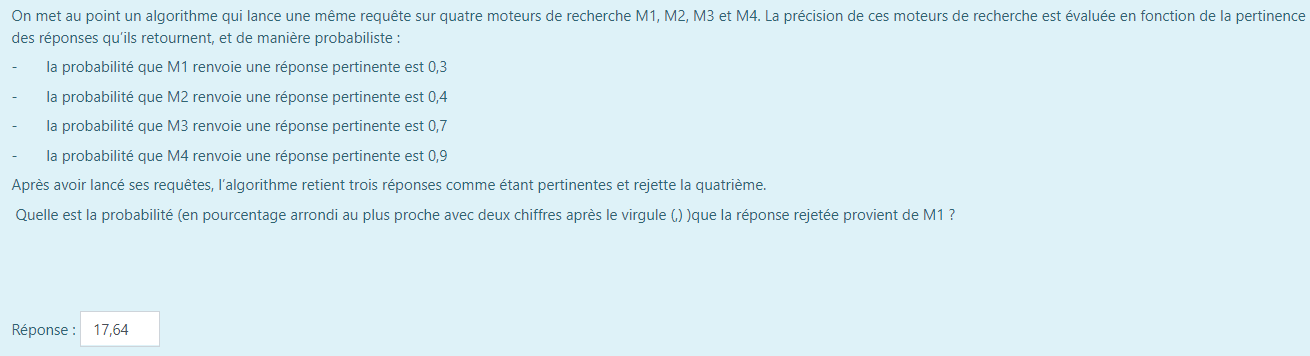 On met au point un algorithme qui lance une même requête sur quatre moteurs de recherche M1, M2, M3 et M4. La précision de ces moteurs de recherche est évaluée en fonction de la pertinence
des réponses qu’ils retournent, et de manière probabiliste :
- la probabilité que M1 renvoie une réponse pertinente est 0,3
- la probabilité que M2 renvoie une réponse pertinente est 0,4
- la probabilité que M3 renvoie une réponse pertinente est 0,7
- la probabilité que M4 renvoie une réponse pertinente est 0,9
Après avoir lancé ses requêtes, l’algorithme retient trois réponses comme étant pertinentes et rejette la quatrième.
Quelle est la probabilité (en pourcentage arrondi au plus proche avec deux chiffres après le virgule (,) )que la réponse rejetée provient de M1 ?
Réponse : 17,64